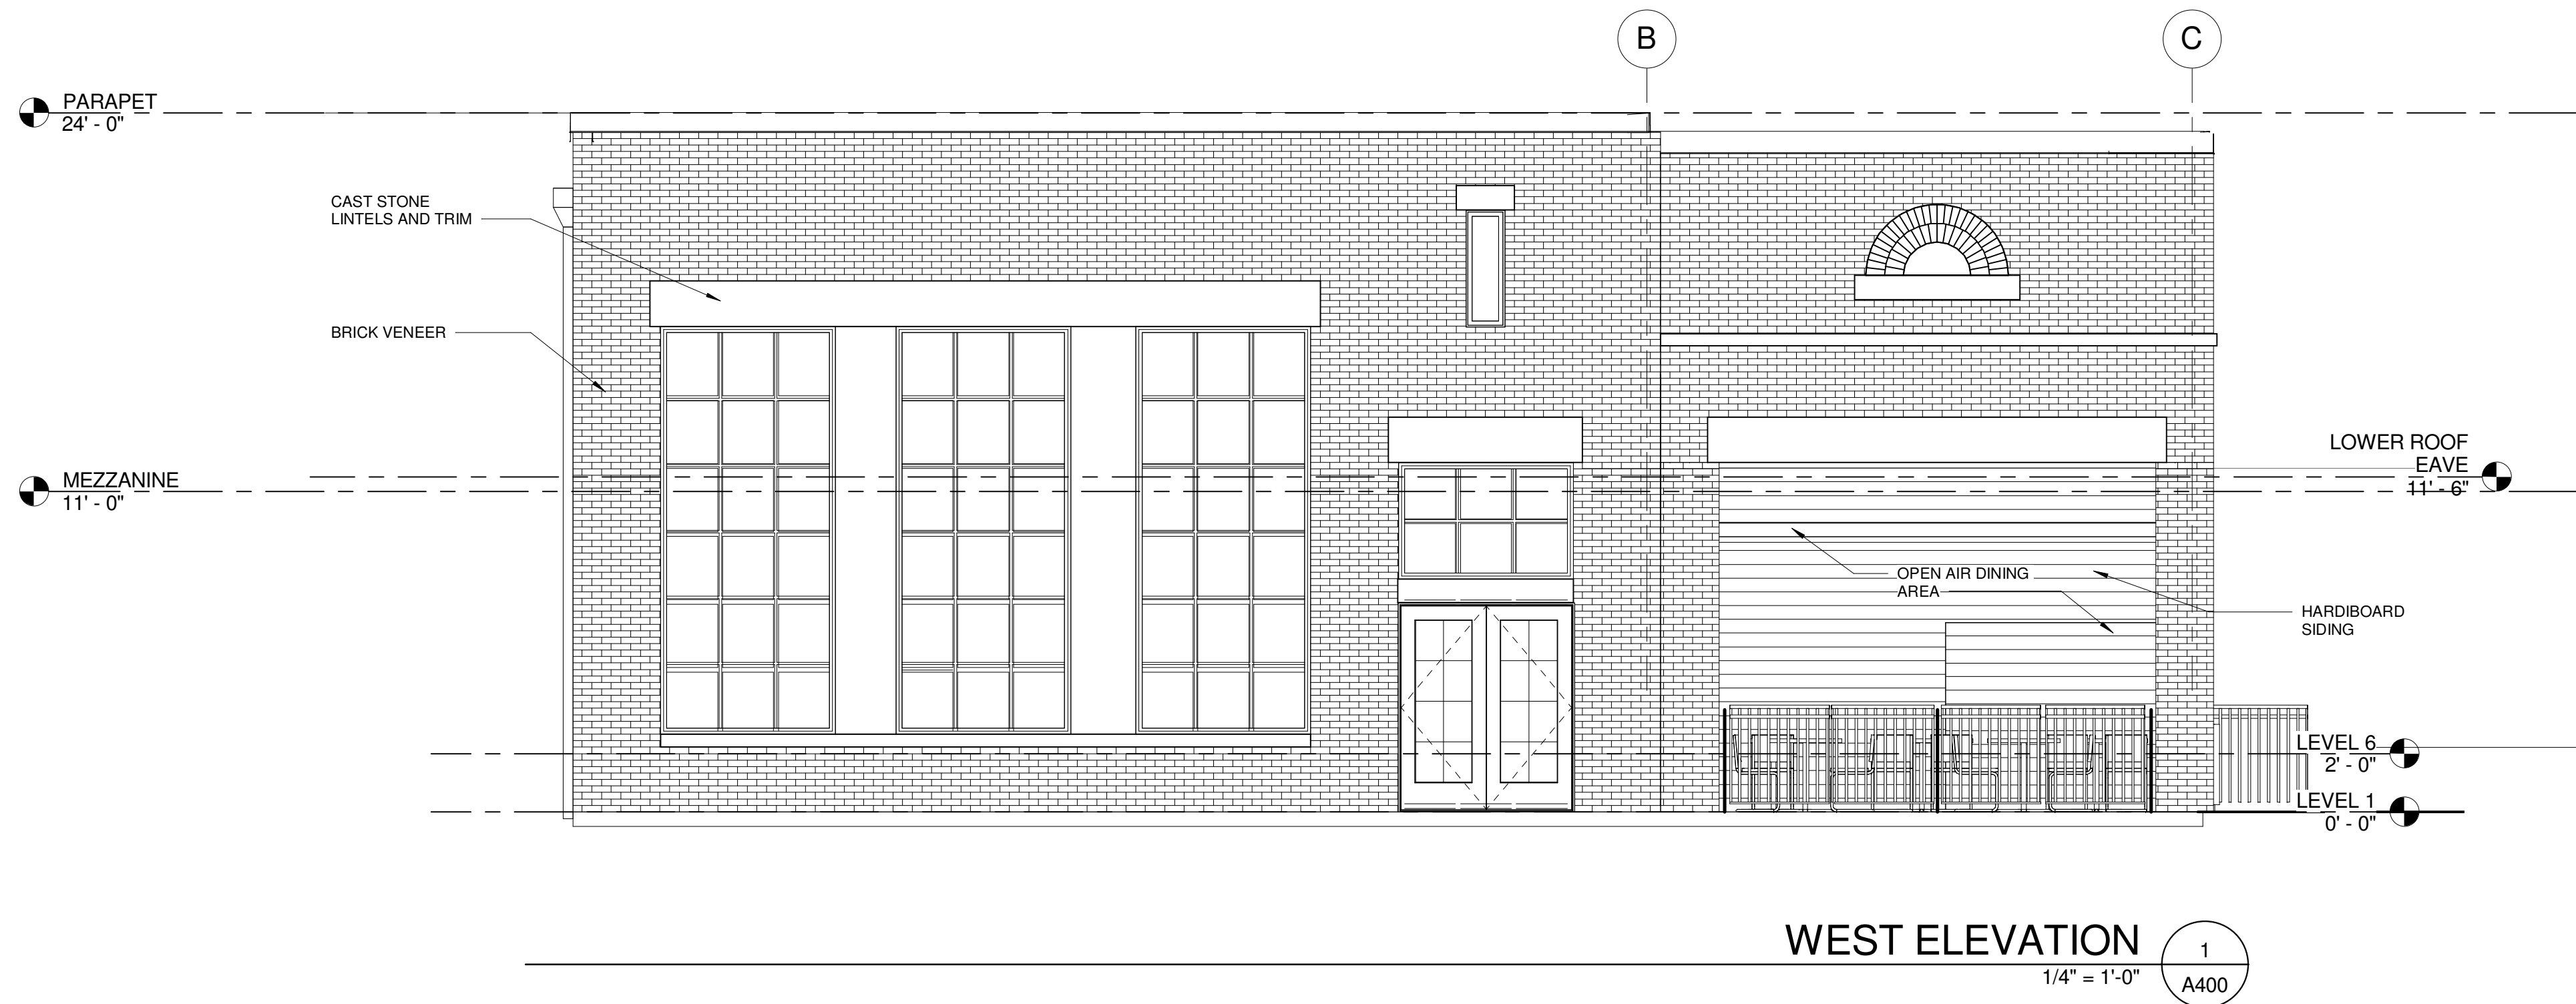 B
C
PARAPET
24' - 0"
CAST STONE
LINTELS AND TRIM
BRICK VENEER
MEZZANINE
11' - 0"
LOWER ROOF
EAVE
11' - 6"
OPEN AIR DINING
AREA
HARDIBOARD
SIDING
LEVEL 6
2' - 0"
LEVEL 1
0' - 0"
WEST ELEVATION
1/4" = 1'-0"
1
A400